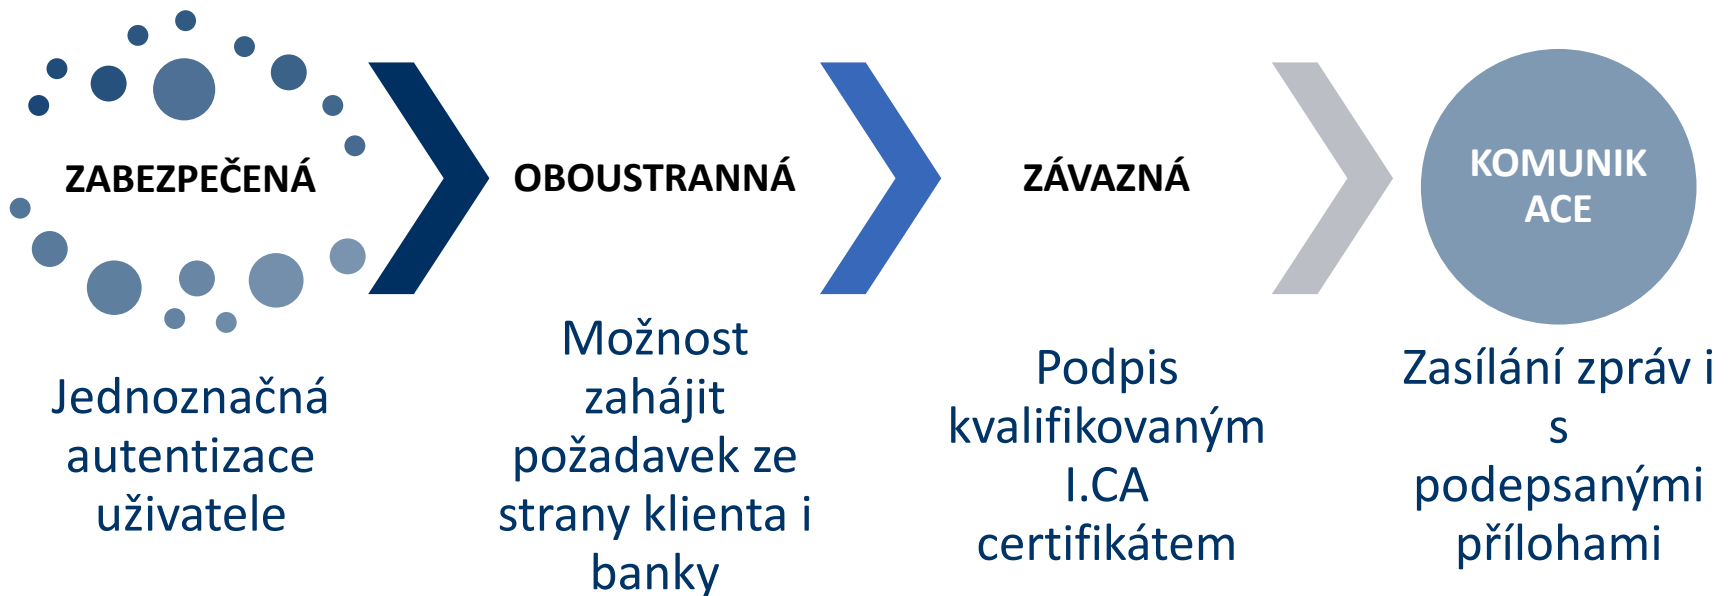 ZABEZPEČENÁ
Jednoznačná
autentizace
uživatele
OBOUSTRANNÁ
Možnost
zahájit
požadavek ze
strany klienta i
banky
ZÁVAZNÁ
Podpis
kvalifikovaným
I.CA
certifikátem
KOMUNIK
ACE
Zasílání zpráv i
s
podepsanými
přílohami